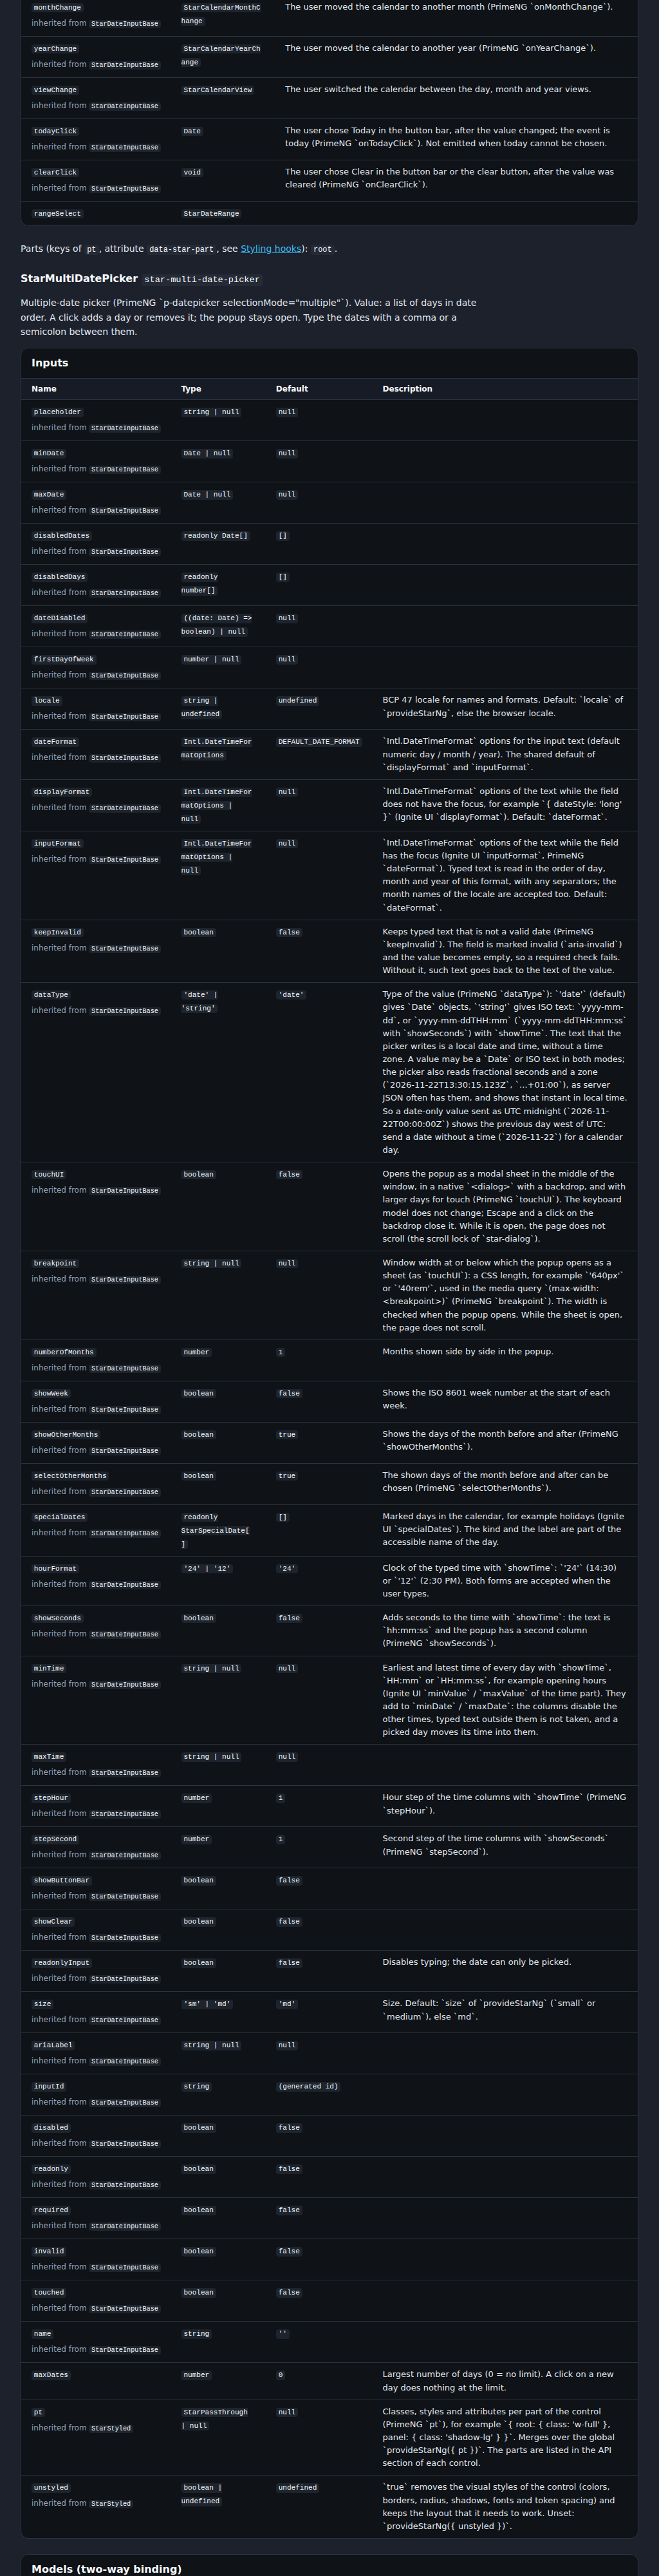 monthChange StarCalendarMonthC The user moved the calendar to another month (PrimeNG `onMonthChange`).
inherited from StarDateInputBase hange
yearChange StarCalendarYearCh The user moved the calendar to another year (PrimeNG `onYearChange`).
inherited from StarDateInputBase ange
viewChange StarCalendarView The user switched the calendar between the day, month and year views.
inherited from StarDateInputBase
todayClick Date The user chose Today in the button bar, after the value changed; the event is
inherited from StarDateInputBase today (PrimeNG `onTodayClick`). Not emitted when today cannot be chosen.
clearClick void The user chose Clear in the button bar or the clear button, after the value was
inherited from StarDateInputBase cleared (PrimeNG `onClearClick`).
rangeSelect StarDateRange
Parts (keys of pt, attribute data-star-part, see Styling hooks): root.
StarMultiDatePicker star-multi-date-picker
Multiple-date picker (PrimeNG `p-datepicker selectionMode="multiple"`). Value: a list of days in date
order. A click adds a day or removes it; the popup stays open. Type the dates with a comma or a
semicolon between them.
Inputs
Name Type Default Description
placeholder string | null null
inherited from StarDateInputBase
minDate Date | null null
inherited from StarDateInputBase
maxDate Date | null null
inherited from StarDateInputBase
disabledDates readonly Date[] []
inherited from StarDateInputBase
disabledDays readonly []
inherited from StarDateInputBase number[]
dateDisabled ((date: Date) => null
inherited from StarDateInputBase boolean) | null
firstDayOfWeek number | null null
inherited from StarDateInputBase
locale string | undefined BCP 47 locale for names and formats. Default: `locale` of
inherited from StarDateInputBase undefined `provideStarNg`, else the browser locale.
dateFormat Intl.DateTimeFor DEFAULT_DATE_FORMAT `Intl.DateTimeFormat` options for the input text (default
inherited from StarDateInputBase matOptions numeric day / month / year). The shared default of
`displayFormat` and `inputFormat`.
displayFormat Intl.DateTimeFor null `Intl.DateTimeFormat` options of the text while the field
inherited from StarDateInputBase matOptions | does not have the focus, for example `{ dateStyle: 'long'
null }` (Ignite UI `displayFormat`). Default: `dateFormat`.
inputFormat Intl.DateTimeFor null `Intl.DateTimeFormat` options of the text while the field
inherited from StarDateInputBase matOptions | has the focus (Ignite UI `inputFormat`, PrimeNG
null `dateFormat`). Typed text is read in the order of day,
month and year of this format, with any separators; the
month names of the locale are accepted too. Default:
`dateFormat`.
keepInvalid boolean false Keeps typed text that is not a valid date (PrimeNG
inherited from StarDateInputBase `keepInvalid`). The field is marked invalid (`aria-invalid`)
and the value becomes empty, so a required check fails.
Without it, such text goes back to the text of the value.
dataType 'date' | 'date' Type of the value (PrimeNG `dataType`): `'date'` (default)
inherited from StarDateInputBase 'string' gives `Date` objects, `'string'` gives ISO text: `yyyy-mm-
dd`, or `yyyy-mm-ddTHH:mm` (`yyyy-mm-ddTHH:mm:ss`
with `showSeconds`) with `showTime`. The text that the
picker writes is a local date and time, without a time
zone. A value may be a `Date` or ISO text in both modes;
the picker also reads fractional seconds and a zone
(`2026-11-22T13:30:15.123Z`, `...+01:00`), as server
JSON often has them, and shows that instant in local time.
So a date-only value sent as UTC midnight (`2026-11-
22T00:00:00Z`) shows the previous day west of UTC:
send a date without a time (`2026-11-22`) for a calendar
day.
touchUI boolean false Opens the popup as a modal sheet in the middle of the
inherited from StarDateInputBase window, in a native `<dialog>` with a backdrop, and with
larger days for touch (PrimeNG `touchUI`). The keyboard
model does not change; Escape and a click on the
backdrop close it. While it is open, the page does not
scroll (the scroll lock of `star-dialog`).
breakpoint string | null null Window width at or below which the popup opens as a
inherited from StarDateInputBase sheet (as `touchUI`): a CSS length, for example `'640px'`
or `'40rem'`, used in the media query `(max-width:
<breakpoint>)` (PrimeNG `breakpoint`). The width is
checked when the popup opens. While the sheet is open,
the page does not scroll.
numberOfMonths number 1 Months shown side by side in the popup.
inherited from StarDateInputBase
showWeek boolean false Shows the ISO 8601 week number at the start of each
inherited from StarDateInputBase week.
showOtherMonths boolean true Shows the days of the month before and after (PrimeNG
inherited from StarDateInputBase `showOtherMonths`).
selectOtherMonths boolean true The shown days of the month before and after can be
inherited from StarDateInputBase chosen (PrimeNG `selectOtherMonths`).
specialDates readonly [] Marked days in the calendar, for example holidays (Ignite
inherited from StarDateInputBase StarSpecialDate[ UI `specialDates`). The kind and the label are part of the
] accessible name of the day.
hourFormat '24' | '12' '24' Clock of the typed time with `showTime`: `'24'` (14:30)
inherited from StarDateInputBase or `'12'` (2:30 PM). Both forms are accepted when the
user types.
showSeconds boolean false Adds seconds to the time with `showTime`: the text is
inherited from StarDateInputBase `hh:mm:ss` and the popup has a second column
(PrimeNG `showSeconds`).
minTime string | null null Earliest and latest time of every day with `showTime`,
inherited from StarDateInputBase `HH:mm` or `HH:mm:ss`, for example opening hours
(Ignite UI `minValue` / `maxValue` of the time part). They
add to `minDate` / `maxDate`: the columns disable the
other times, typed text outside them is not taken, and a
picked day moves its time into them.
maxTime string | null null
inherited from StarDateInputBase
stepHour number 1 Hour step of the time columns with `showTime` (PrimeNG
inherited from StarDateInputBase `stepHour`).
stepSecond number 1 Second step of the time columns with `showSeconds`
inherited from StarDateInputBase (PrimeNG `stepSecond`).
showButtonBar boolean false
inherited from StarDateInputBase
showClear boolean false
inherited from StarDateInputBase
readonlyInput boolean false Disables typing; the date can only be picked.
inherited from StarDateInputBase
size 'sm' | 'md' 'md' Size. Default: `size` of `provideStarNg` (`small` or
inherited from StarDateInputBase `medium`), else `md`.
ariaLabel string | null null
inherited from StarDateInputBase
inputId string (generated id)
inherited from StarDateInputBase
disabled boolean false
inherited from StarDateInputBase
readonly boolean false
inherited from StarDateInputBase
required boolean false
inherited from StarDateInputBase
invalid boolean false
inherited from StarDateInputBase
touched boolean false
inherited from StarDateInputBase
name string ''
inherited from StarDateInputBase
maxDates number 0 Largest number of days (0 = no limit). A click on a new
day does nothing at the limit.
pt StarPassThrough null Classes, styles and attributes per part of the control
inherited from StarStyled | null (PrimeNG `pt`), for example `{ root: { class: 'w-full' },
panel: { class: 'shadow-lg' } }`. Merges over the global
`provideStarNg({ pt })`. The parts are listed in the API
section of each control.
unstyled boolean | undefined `true` removes the visual styles of the control (colors,
inherited from StarStyled undefined borders, radius, shadows, fonts and token spacing) and
keeps the layout that it needs to work. Unset:
`provideStarNg({ unstyled })`.
Models (two-way binding)